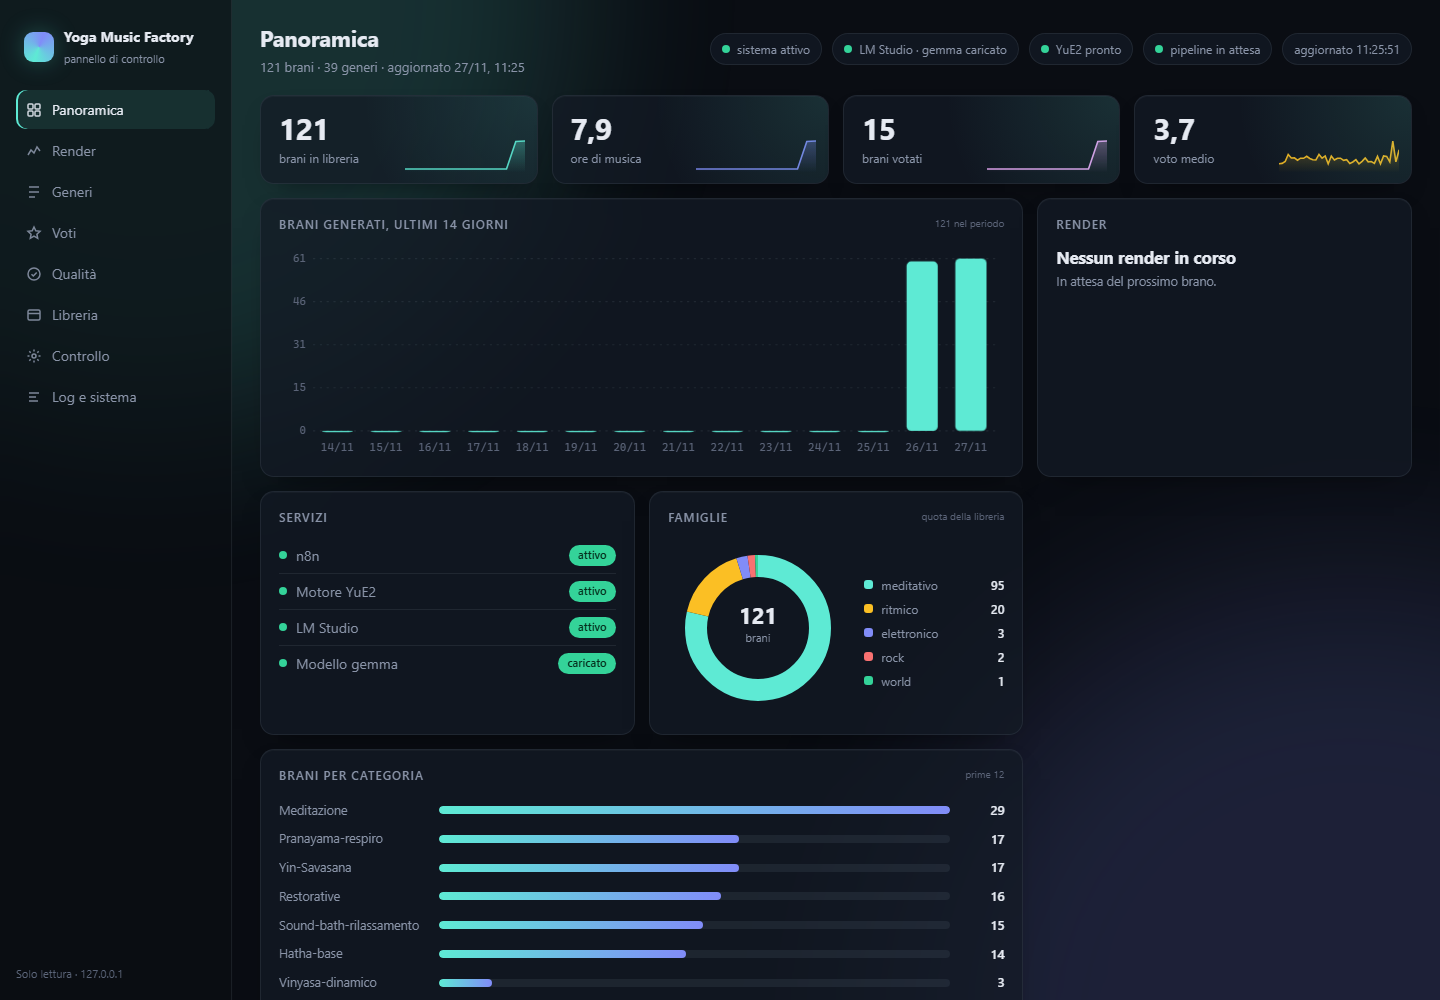 Yoga Music Factory
pannello di controllo
Panoramica
Render
Generi
Voti
Qualità
Libreria
Controllo
Log e sistema
Solo lettura · 127.0.0.1
Panoramica
121 brani · 39 generi · aggiornato 27/11, 11:25
sistema attivo
LM Studio · gemma caricato
YuE2 pronto
pipeline in attesa
aggiornato 11:25:51
121
brani in libreria
7,9
ore di musica
15
brani votati
3,7
voto medio
BRANI GENERATI, ULTIMI 14 GIORNI
121 nel periodo
61
46
31
15
0
14/11 15/11 16/11 17/11 18/11 19/11 20/11 21/11 22/11 23/11 24/11 25/11 26/11 27/11
RENDER
Nessun render in corso
In attesa del prossimo brano.
SERVIZI
n8n attivo
Motore YuE2 attivo
LM Studio attivo
Modello gemma caricato
FAMIGLIE
quota della libreria
121
brani
meditativo 95
ritmico 20
elettronico 3
rock 2
world 1
BRANI PER CATEGORIA
prime 12
Meditazione 29
Pranayama-respiro 17
Yin-Savasana 17
Restorative 16
Sound-bath-rilassamento 15
Hatha-base 14
Vinyasa-dinamico 3